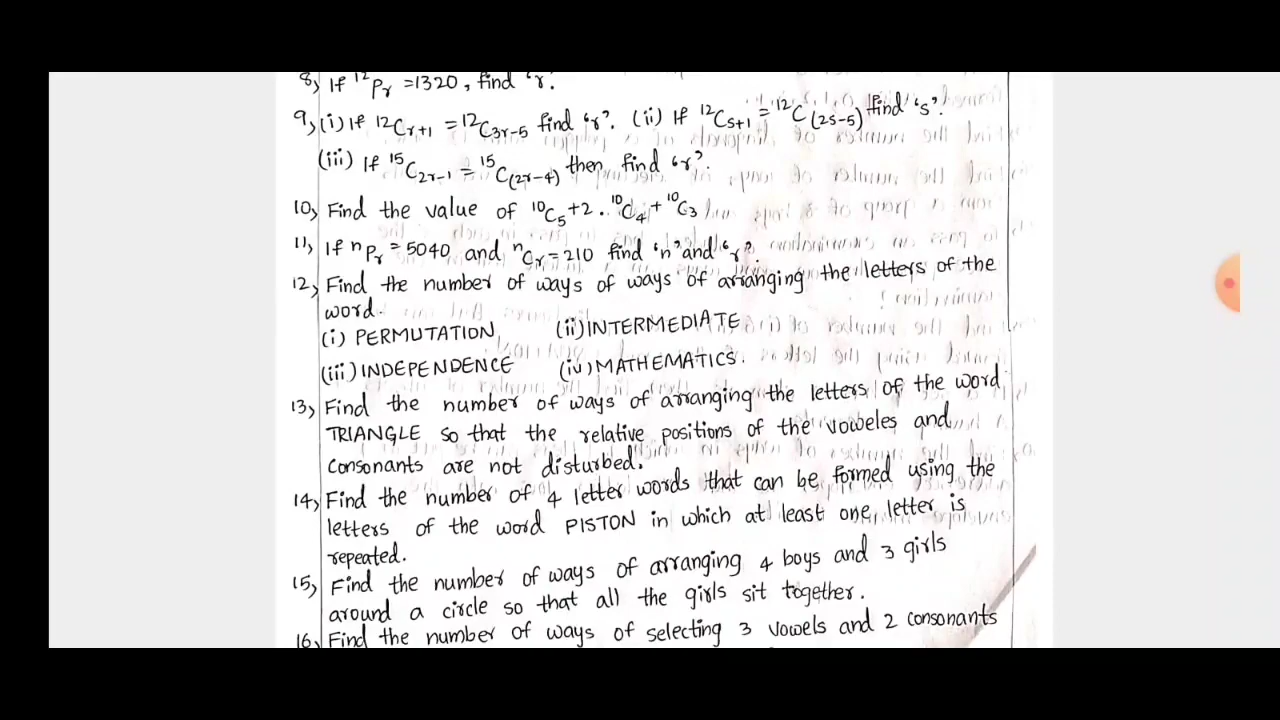 8, If ¹²Pᵣ =1320, find 'r'.
9, (i) If ¹²Cᵣ₊₁ = ¹²C₃ᵣ₋₅ find 'r'. (ii) If ¹²Cₛ₊₁ = ¹²C₍₂ₛ₋₅₎ find 's'.
(iii) If ¹⁵C₂ᵣ₋₁ = ¹⁵C₍₂ᵣ₋₄₎ then find 'r'.
10, Find the value of ¹⁰C₅+2.¹⁰C₄+¹⁰C₃
11, If ⁿPᵣ = 5040 and ⁿCᵣ = 210 find 'n' and 'r'.
12, Find the number of ways of ways of arranging the letters of the
word.
(i) PERMUTATION (ii) INTERMEDIATE
(iii) INDEPENDENCE (iv) MATHEMATICS.
13, Find the number of ways of arranging the letters of the word
TRIANGLE so that the relative positions of the voweles and
consonants are not disturbed.
14, Find the number of 4 letter words that can be formed using the
letters of the word PISTON in which at least one letter is
repeated.
15, Find the number of ways of arranging 4 boys and 3 girls
around a circle so that all the girls sit together.
16, Find the number of ways of selecting 3 vowels and 2 consonants